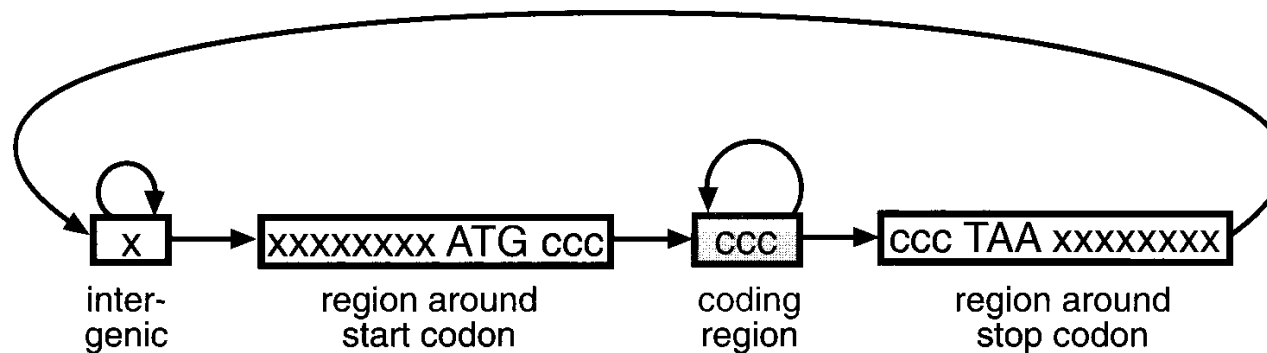 x
xxxxxxxx ATG ccc
ccc
ccc TAA xxxxxxxx
inter-
genic
region around
start codon
coding
region
region around
stop codon